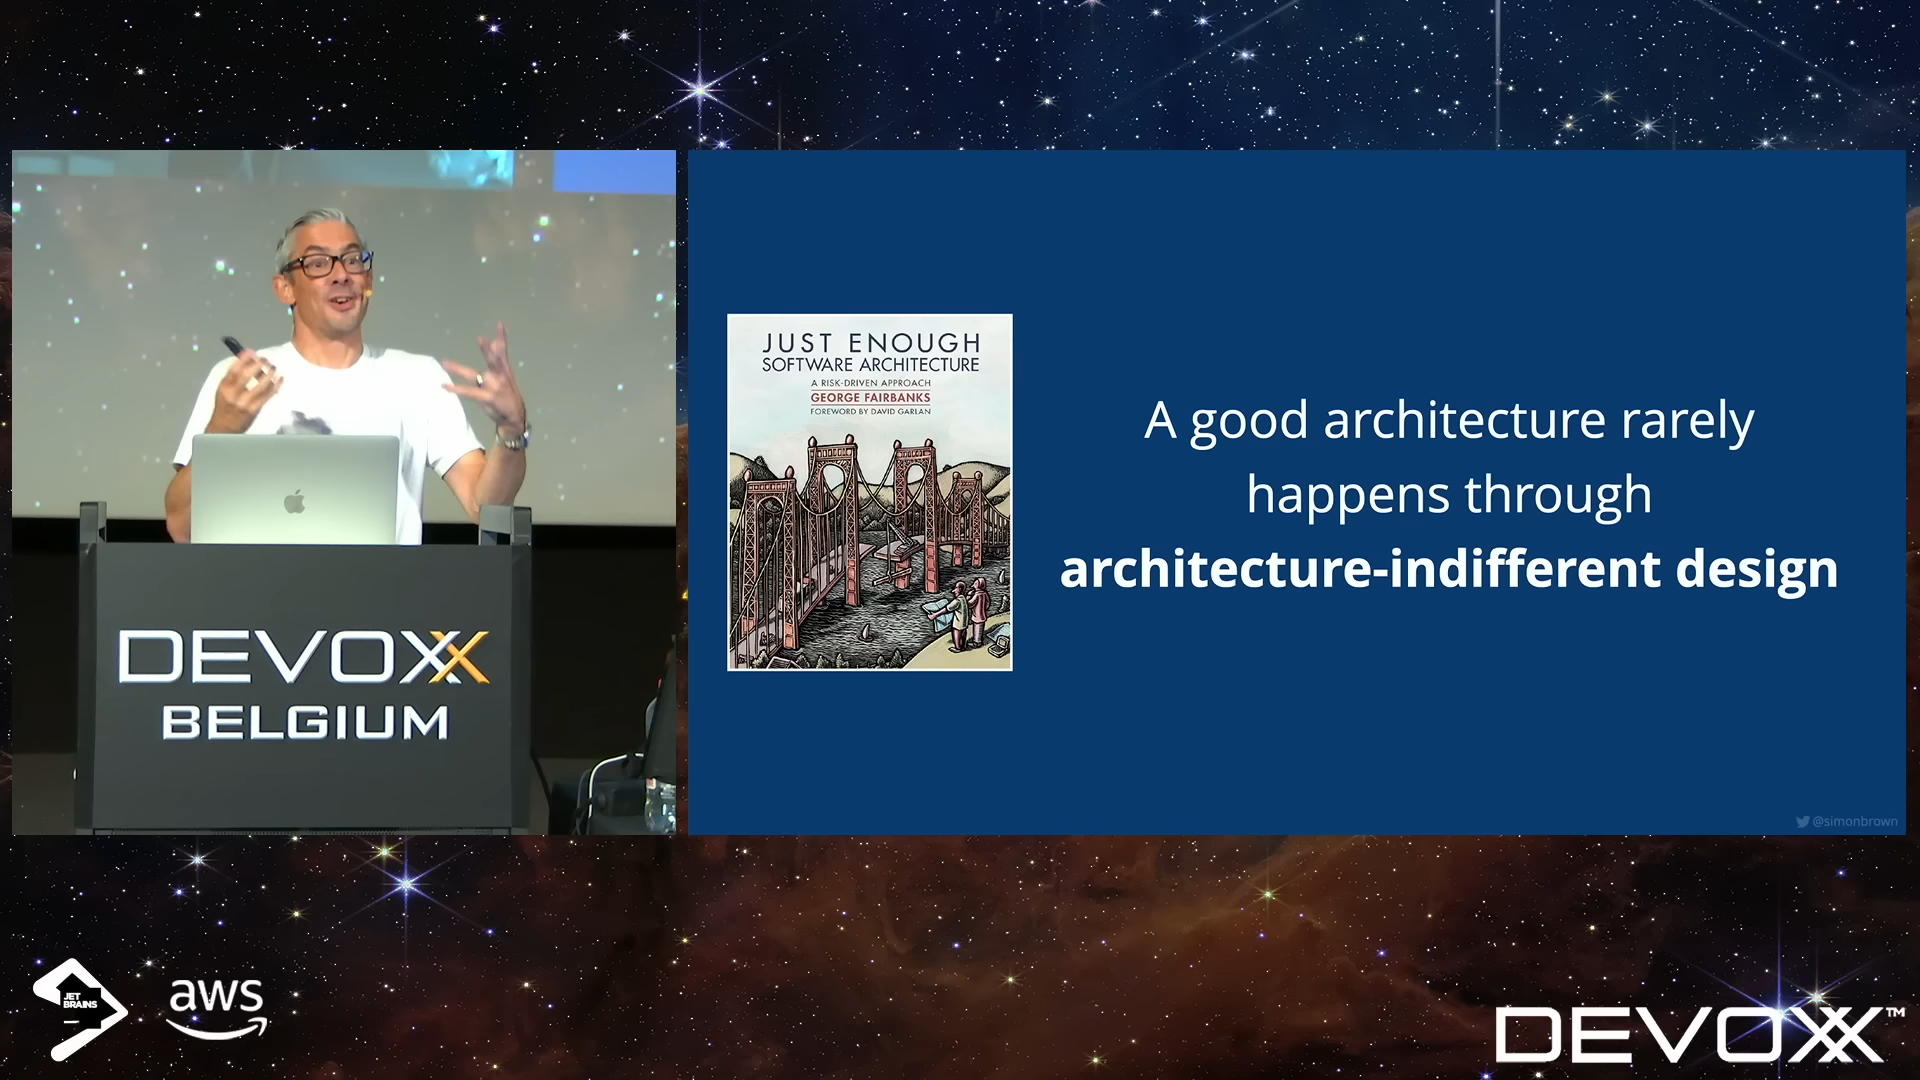 DEVOXX
BELGIUM
JUST ENOUGH
SOFTWARE ARCHITECTURE
A RISK-DRIVEN APPROACH
GEORGE FAIRBANKS
FOREWORD BY DAVID GARLAN
A good architecture rarely
happens through
architecture-indifferent design
@simonbrown
JET
BRAINS
aws
DEVOXX™